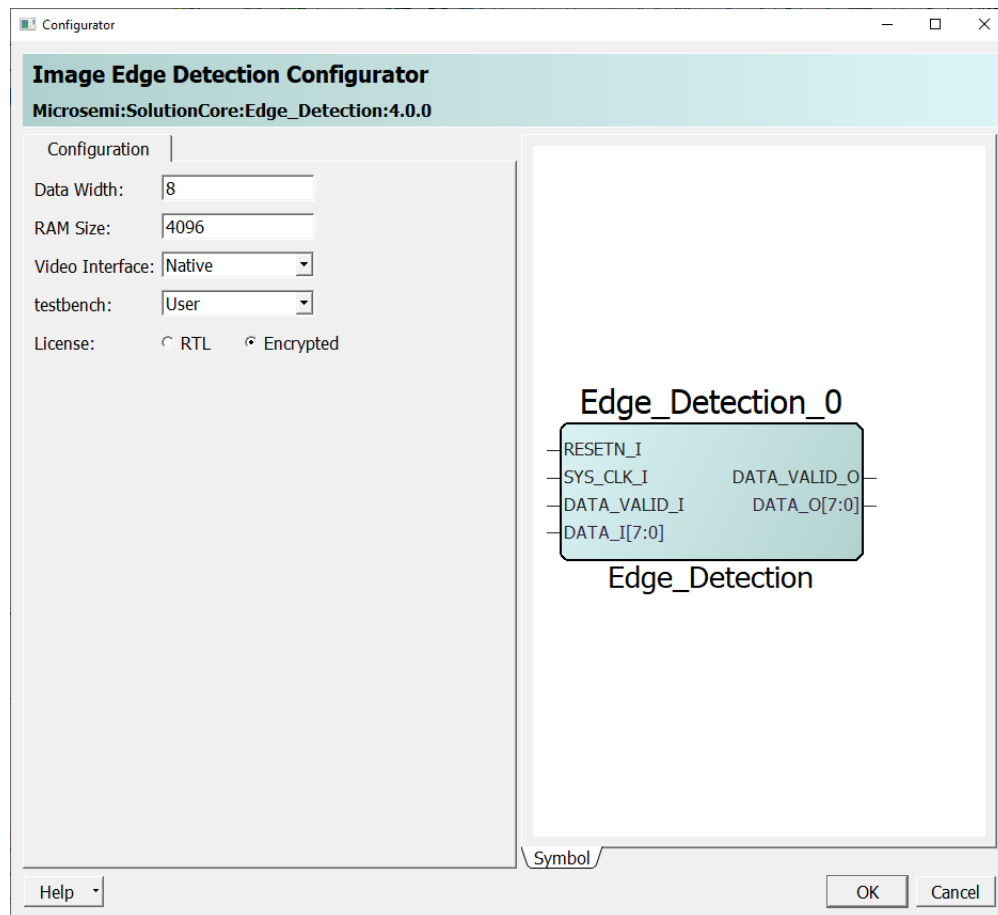 Configurator
Image Edge Detection Configurator
Microsemi:SolutionCore:Edge_Detection:4.0.0
Configuration
Data Width: 8
RAM Size: 4096
Video Interface: Native
testbench: User
License: RTL Encrypted
Edge_Detection_0
RESETN_I
SYS_CLK_I DATA_VALID_O
DATA_VALID_I DATA_O[7:0]
DATA_I[7:0]
Edge_Detection
Symbol
Help OK Cancel